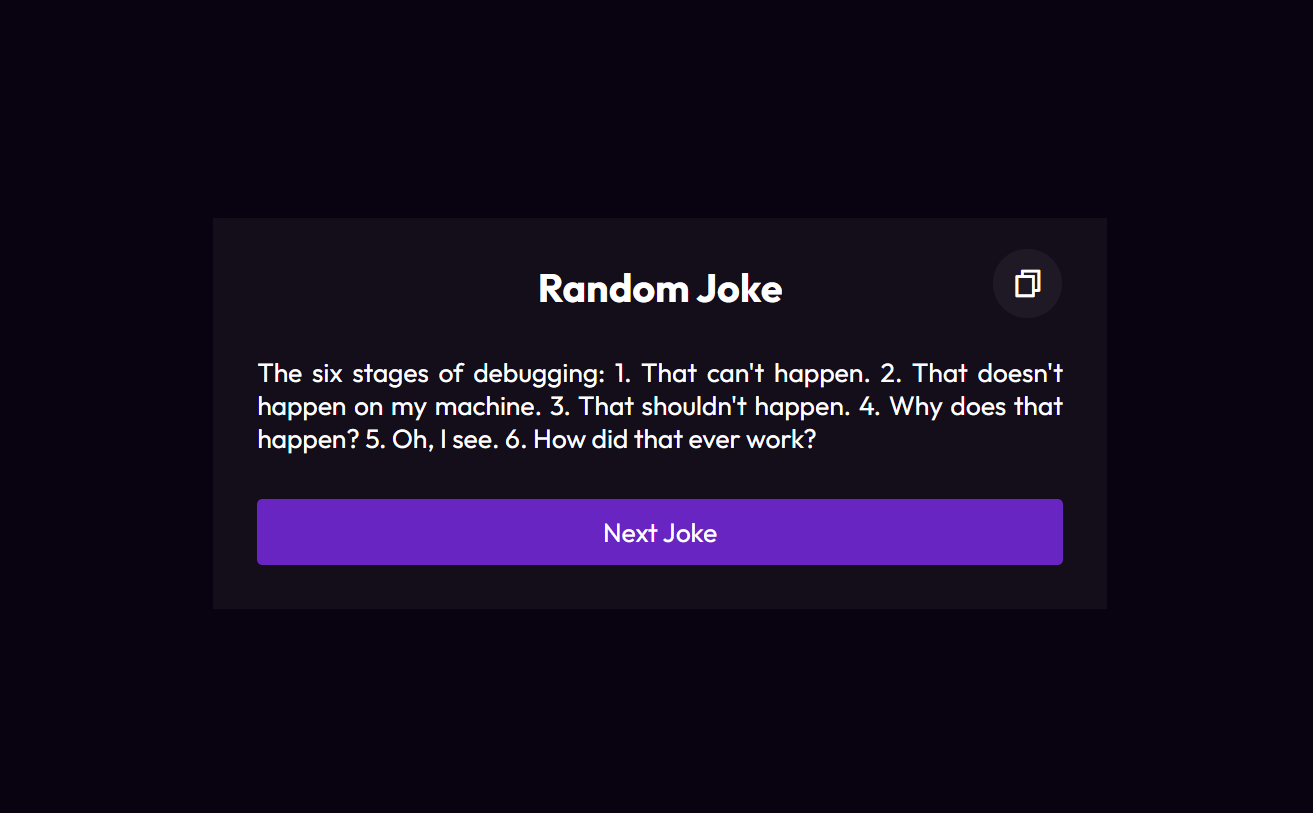 Random Joke
The six stages of debugging: 1. That can't happen. 2. That doesn't
happen on my machine. 3. That shouldn't happen. 4. Why does that
happen? 5. Oh, I see. 6. How did that ever work?
Next Joke